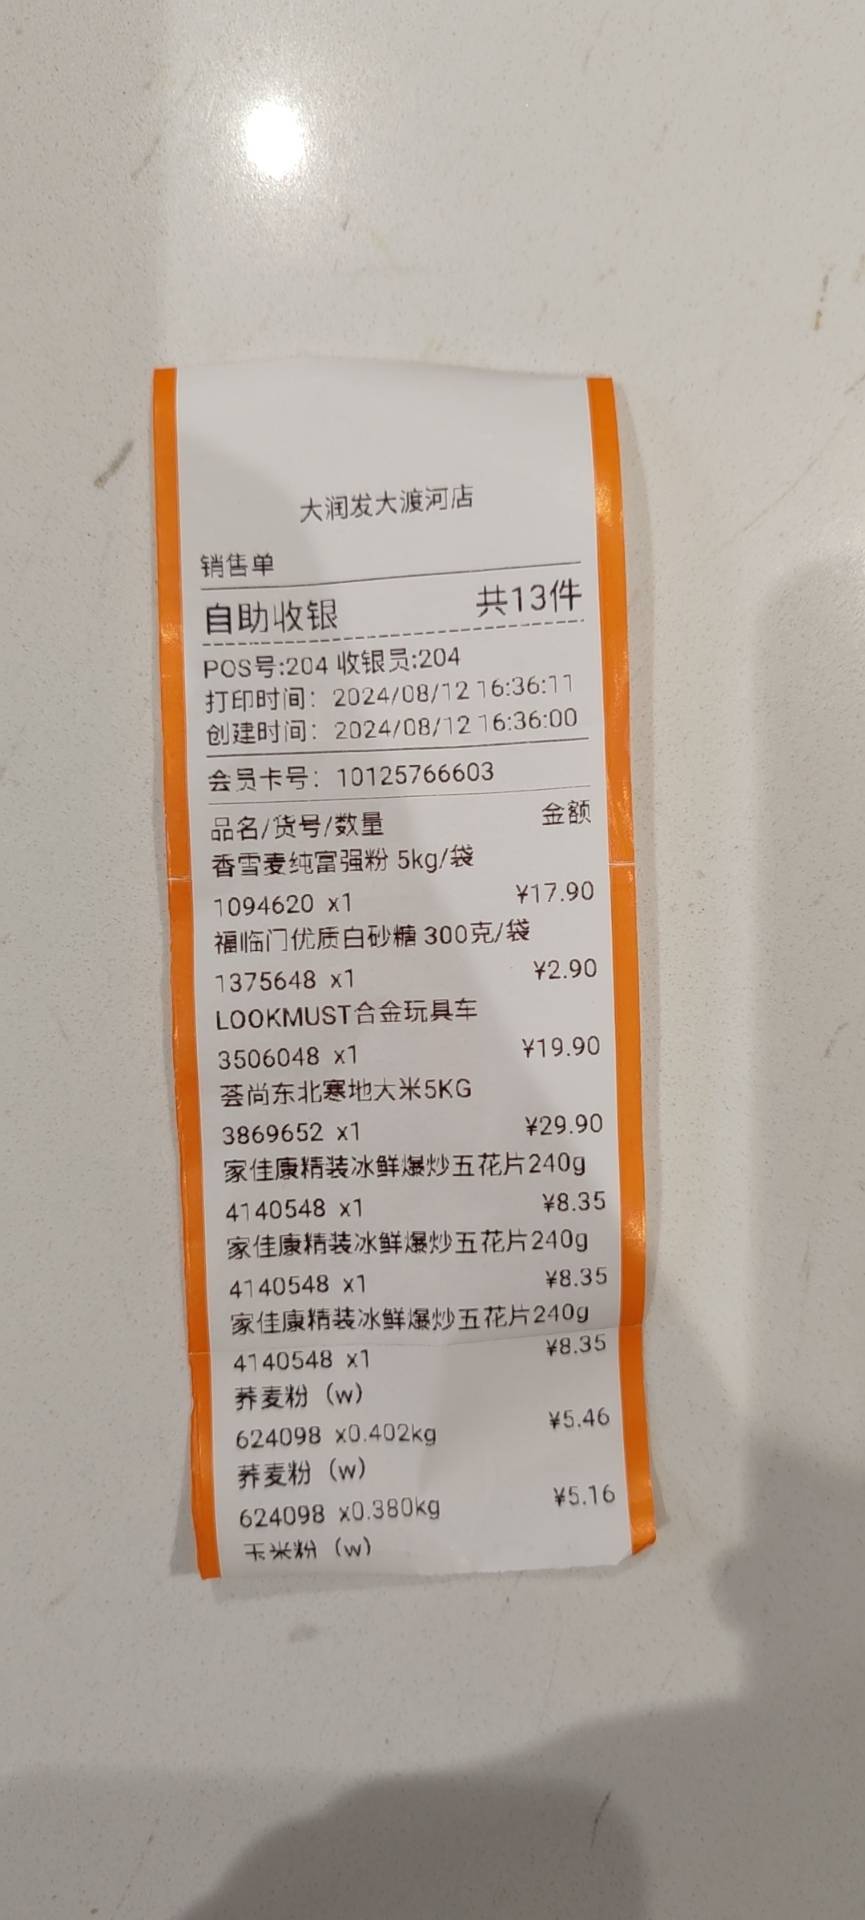 大润发大渡河店
销售单
自助收银 共13件
POS号:204 收银员:204
打印时间：2024/08/12 16:36:11
创建时间：2024/08/12 16:36:00
会员卡号：10125766603
品名/货号/数量 金额
香雪麦纯富强粉 5kg/袋
1094620 x1 ¥17.90
福临门优质白砂糖 300克/袋
1375648 x1 ¥2.90
LOOKMUST合金玩具车
3506048 x1 ¥19.90
荟尚东北寒地大米5KG
3869652 x1 ¥29.90
家佳康精装冰鲜爆炒五花片240g
4140548 x1 ¥8.35
家佳康精装冰鲜爆炒五花片240g
4140548 x1 ¥8.35
家佳康精装冰鲜爆炒五花片240g
4140548 x1 ¥8.35
荞麦粉（w）
624098 x0.402kg ¥5.46
荞麦粉（w）
624098 x0.380kg ¥5.16
玉米粉（w）